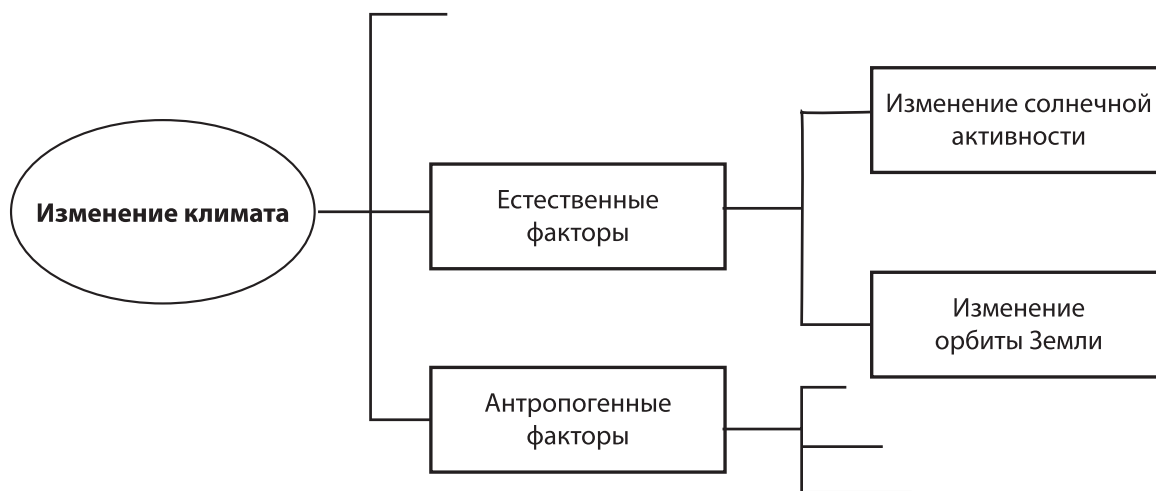 Изменение климата
Естественные
факторы
Изменение солнечной
активности
Изменение
орбиты Земли
Антропогенные
факторы